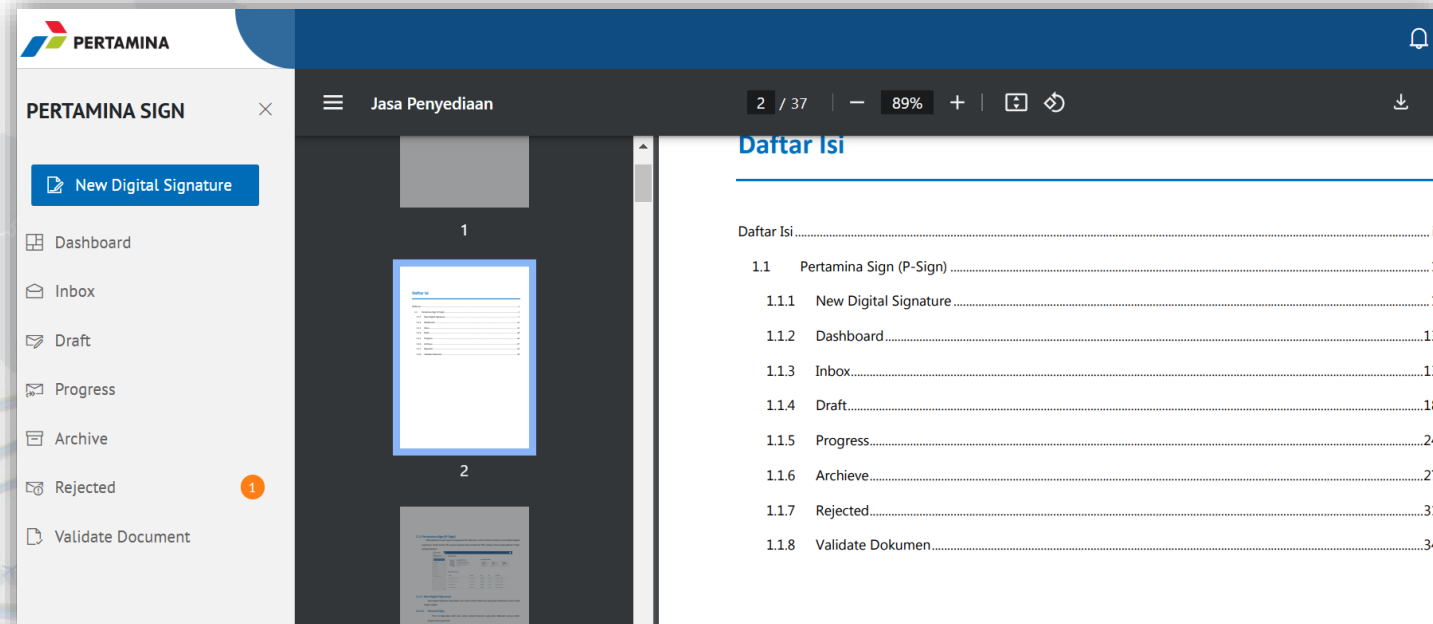 PERTAMINA
PERTAMINA SIGN
New Digital Signature
Dashboard
Inbox
Draft
Progress
Archive
Rejected 1
Validate Document
Jasa Penyediaan
2 / 37
89%
1
2
Daftar Isi
Daftar Isi
1.1 Pertamina Sign (P-Sign)
1.1.1 New Digital Signature
1.1.2 Dashboard
1.1.3 Inbox
1.1.4 Draft
1.1.5 Progress
1.1.6 Archieve
1.1.7 Rejected
1.1.8 Validate Dokumen